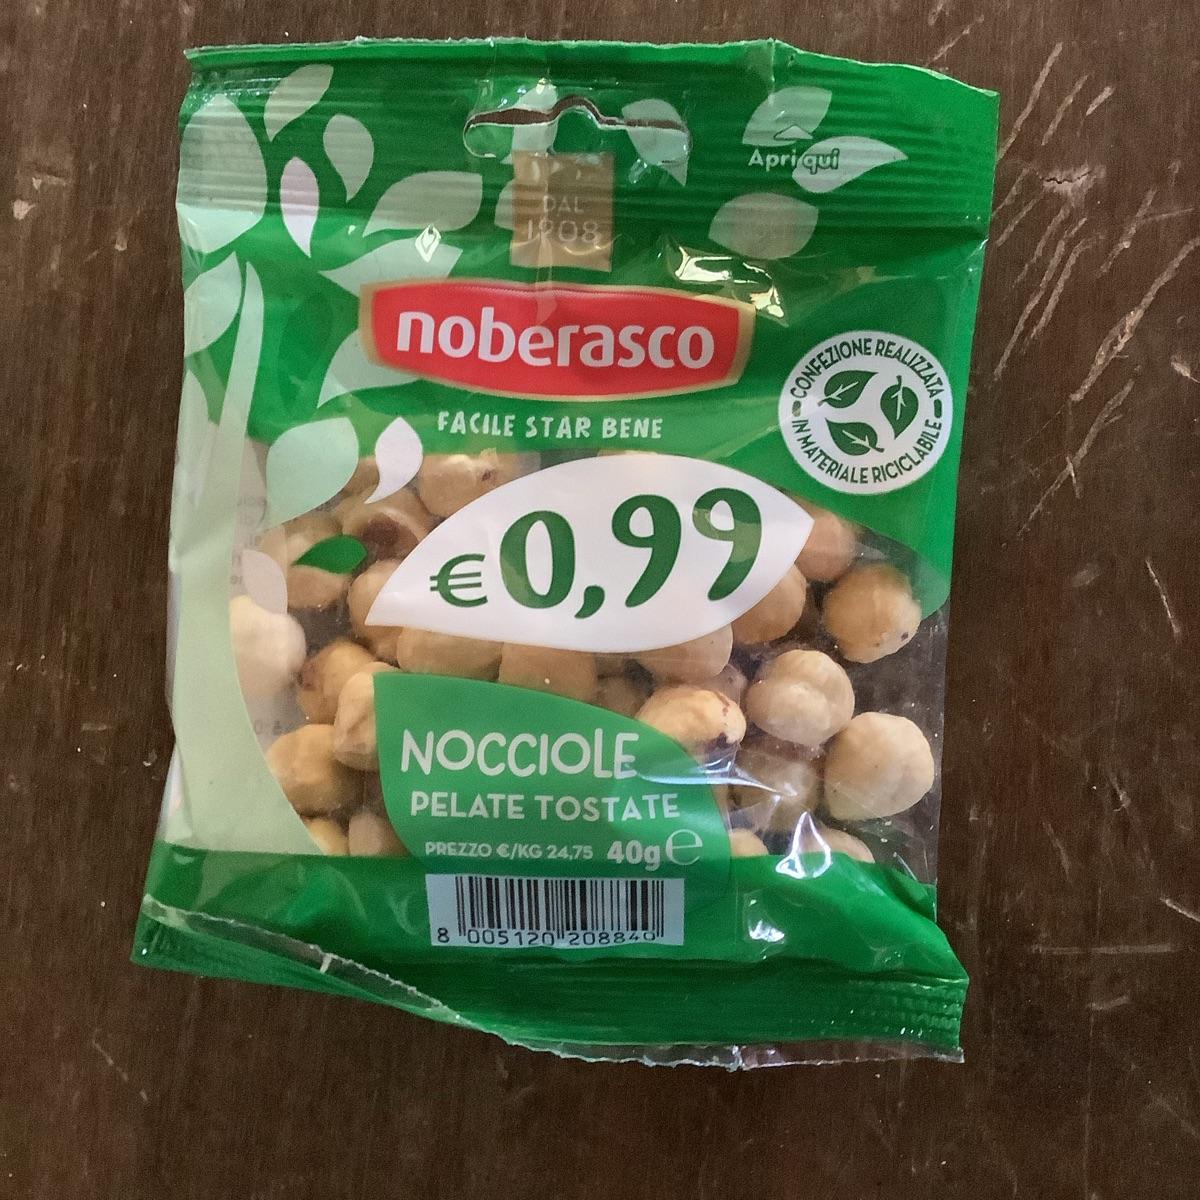 Apri qui
DAL
1908
noberasco
FACILE STAR BENE
CONFEZIONE REALIZZATA
IN MATERIALE RICICLABILE
€0,99
NOCCIOLE
PELATE TOSTATE
PREZZO €/KG 24,75 40g e
8 005120 208840